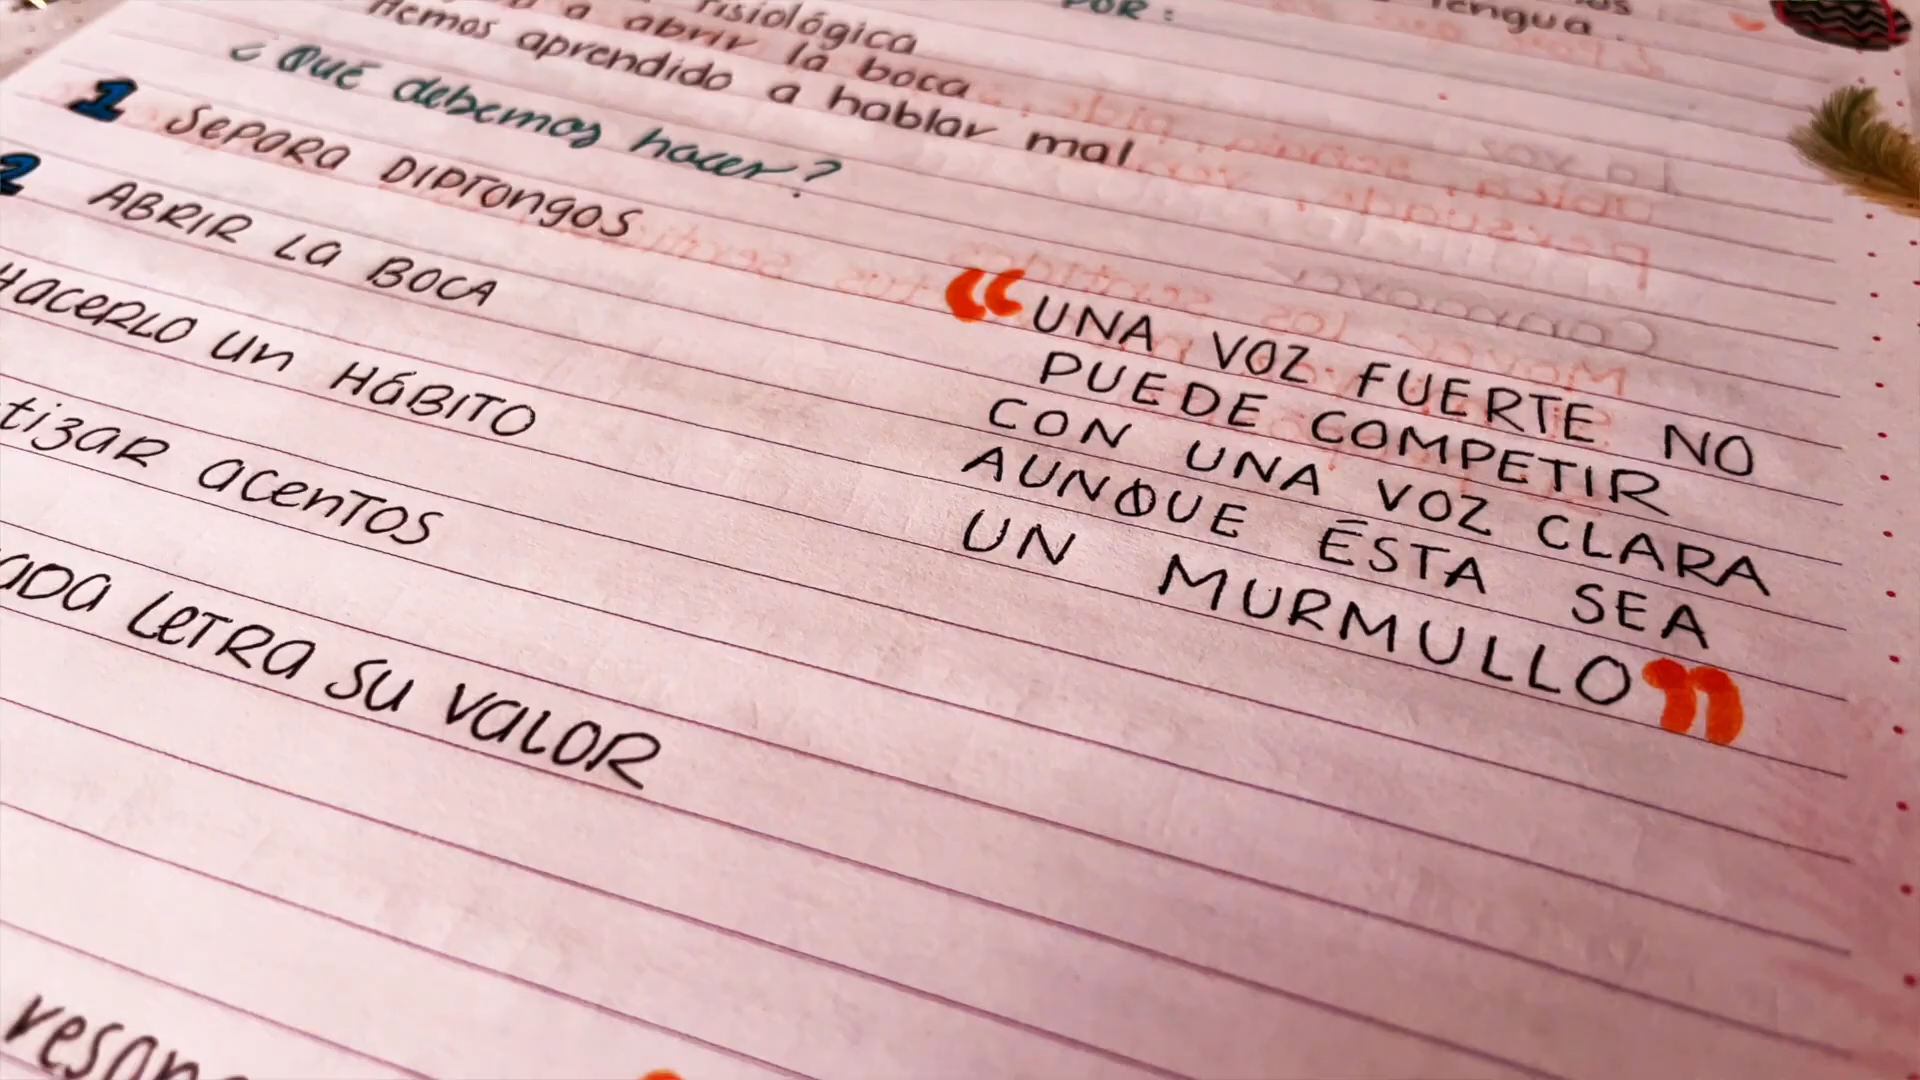 fisiológica
a abrir la boca
Hemos aprendido a hablar mal
¿Qué debemos hacer?
1 Separa diptongos
2 Abrir la boca
Hacerlo un hábito
tizar acentos
ada letra su valor
POR:
lengua.
“UNA VOZ FUERTE NO
PUEDE COMPETIR
CON UNA VOZ CLARA
AUNQUE ÉSTA SEA
UN MURMULLO”